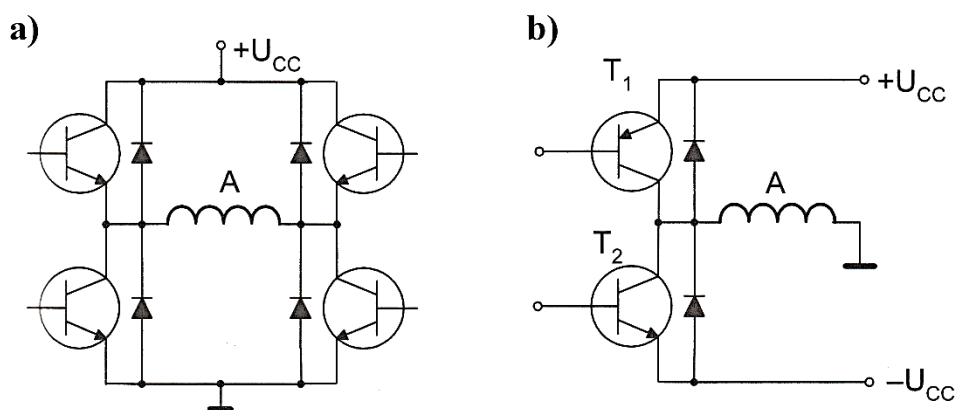 a)
+U_CC
A
b)
T_1
+U_CC
A
T_2
–U_CC